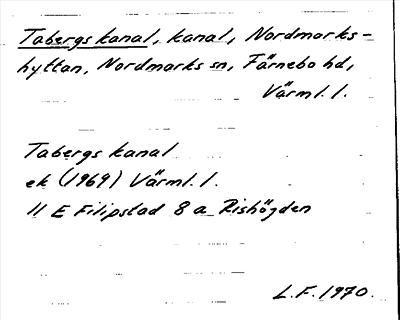 Tabergs kanal, kanal, Nordmarks-
hyttan, Nordmarks sn, Färnebo hd,
Värml. l.
Tabergs kanal
ek (1969) Värml. l.
11 E Filipstad 8 a Rishögden
L.F. 1970.